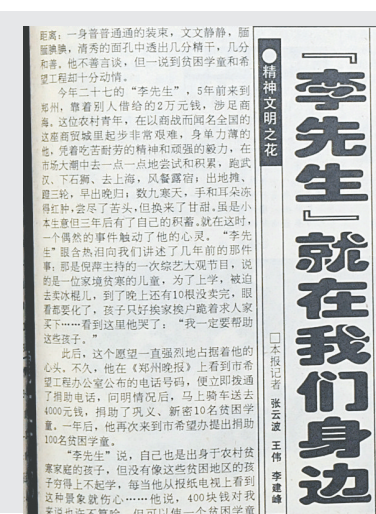 『李先生』就在我们身边
●精神文明之花
□本报记者 张云波 王伟 李建峰
距离：一身普普通通的装束，文文静静，腼
腼腆腆，清秀的面孔中透出几分精干，几分
和善。他不善言谈，但一说到贫困学童和希
望工程却十分动情。
今年二十七的“李先生”，5年前来到
郑州，靠着别人借给的2万元钱，涉足商
海。这位农村青年，在以商战而闻名全国的
这座商贸城里起步非常艰难，身单力薄的
他，凭着吃苦耐劳的精神和顽强的毅力，在
市场大潮中去一点一点地尝试和积累，跑武
汉、下石狮、去上海，风餐露宿；出地摊、
蹬三轮，早出晚归；数九寒天，手和耳朵冻
得红肿，尝尽了苦头，但换来了甘甜。虽是小
本生意但三年后有了自己的积蓄。就在这时，
一个偶然的事件触动了他的心灵。“李先
生”眼含热泪向我们讲述了几年前的那件
事：那是倪萍主持的一次综艺大观节目，说
的是一位家境贫寒的儿童，为了上学，被迫
去卖冰棍儿，到了晚上还有10根没卖完，眼
看都要化了，孩子只好挨家挨户跪着求人家
买下……看到这里他哭了：“我一定要帮助
这些孩子。”
此后，这个愿望一直强烈地占据着他的
心头。不久，他在《郑州晚报》上看到市希
望工程办公室公布的电话号码，便立即拨通
了捐助电话，问明情况后，马上骑车送去
4000元钱，捐助了巩义、新密10名贫困学
童。一年后，他再次来到市希望办提出捐助
100名贫困学童。
“李先生”说，自己也是出身于农村贫
寒家庭的孩子，但没有像这些贫困地区的孩
子穷得上不起学，每当他从报纸电视上看到
这种景象就伤心……他说，400块钱对我
来说也许不算啥，但可以使一个贫困学童